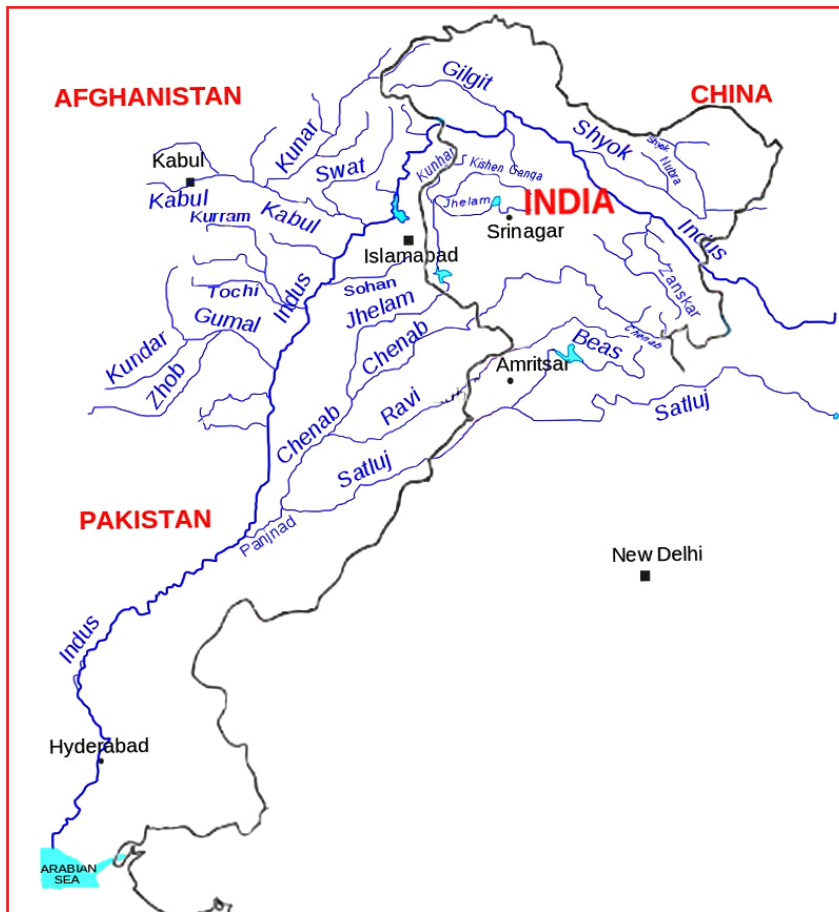 AFGHANISTAN
Gilgit
CHINA
Shyok
Shyok
Nubra
Kunar
Swat
Kunhar
Kishen Ganga
Kabul
Kabul
Kurram
Kabul
Jhelam
INDIA
Srinagar
Indus
Islamabad
Zanskar
Tochi
Indus
Sohan
Jhelam
Gumal
Chenab
Chenab
Beas
Kundar
Zhob
Amritsar
Ravi
Chenab
Satluj
Satluj
PAKISTAN
Panjnad
New Delhi
Indus
Hyderabad
ARABIAN
SEA